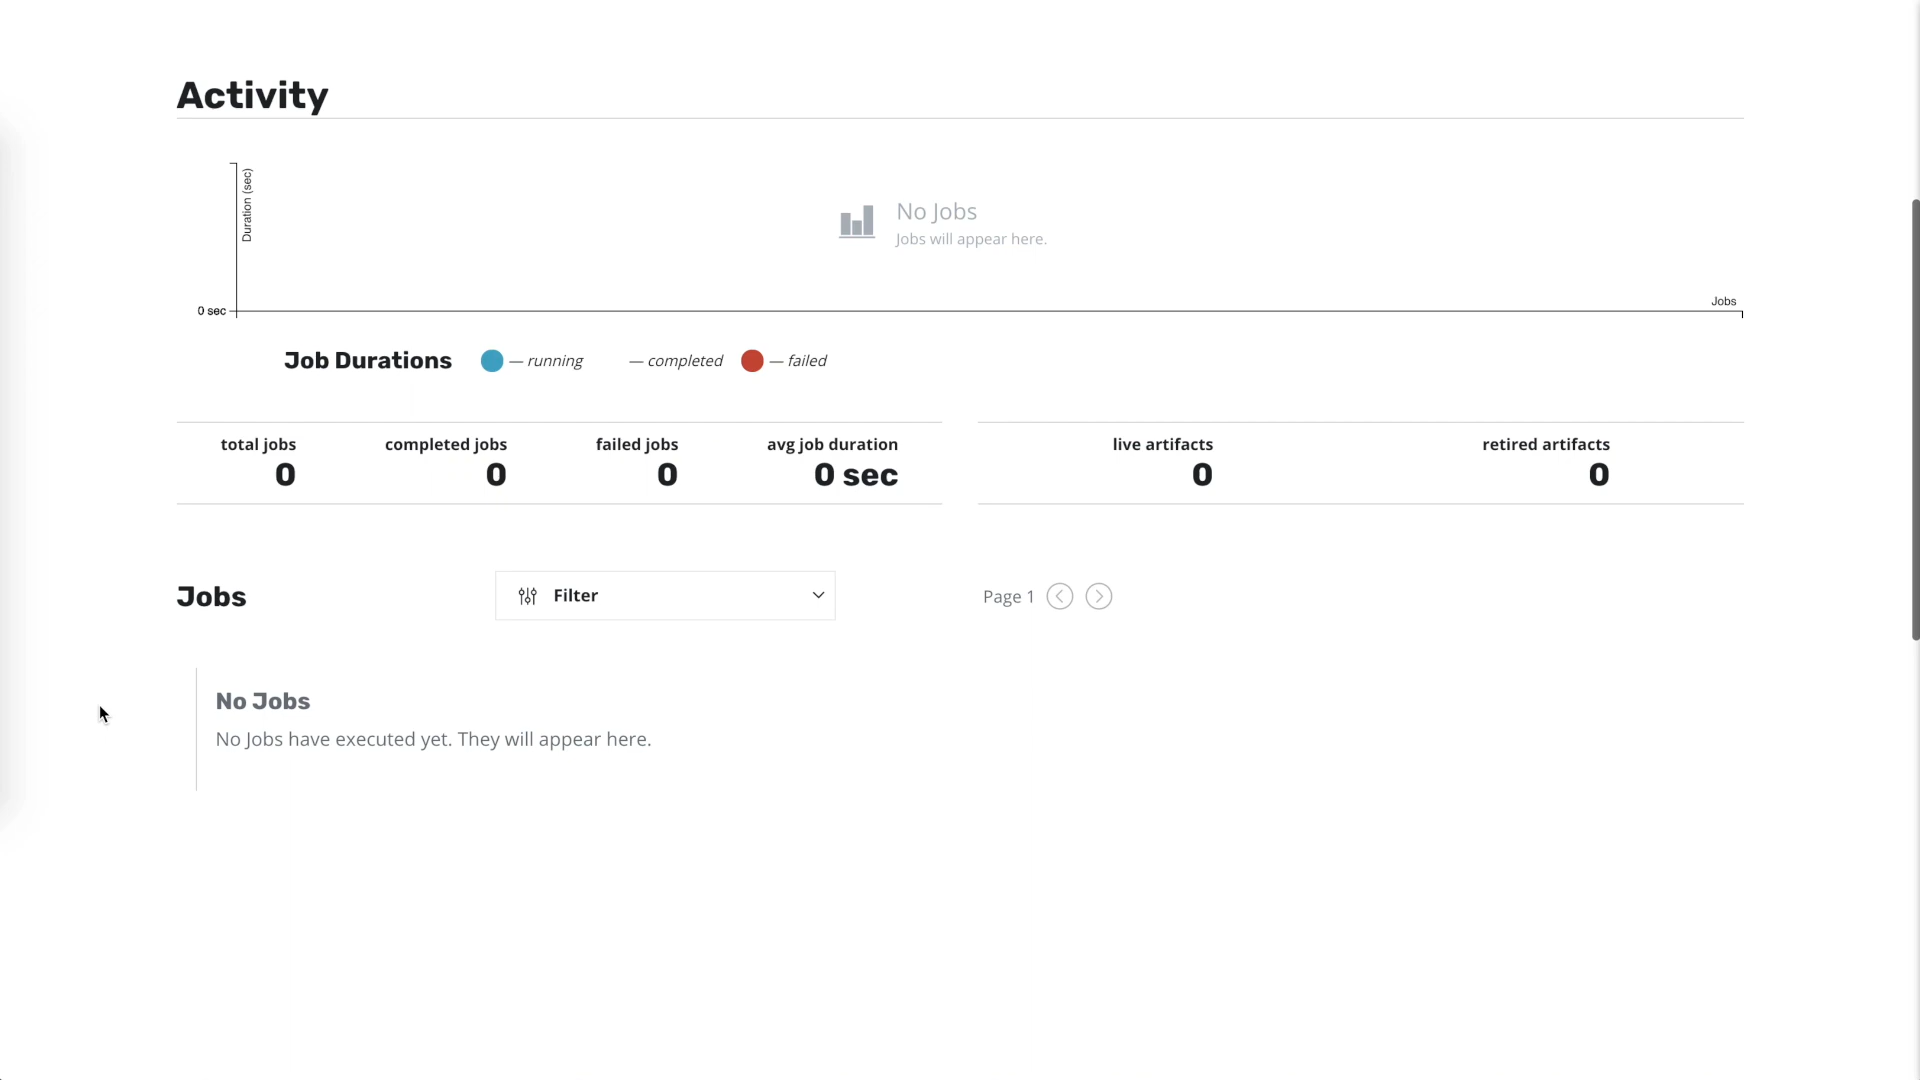 Activity
Duration (sec)
No Jobs
Jobs will appear here.
Jobs
0 sec
Job Durations — running — completed — failed
total jobs completed jobs failed jobs avg job duration live artifacts retired artifacts
0 0 0 0 sec 0 0
Jobs Filter Page 1
No Jobs
No Jobs have executed yet. They will appear here.